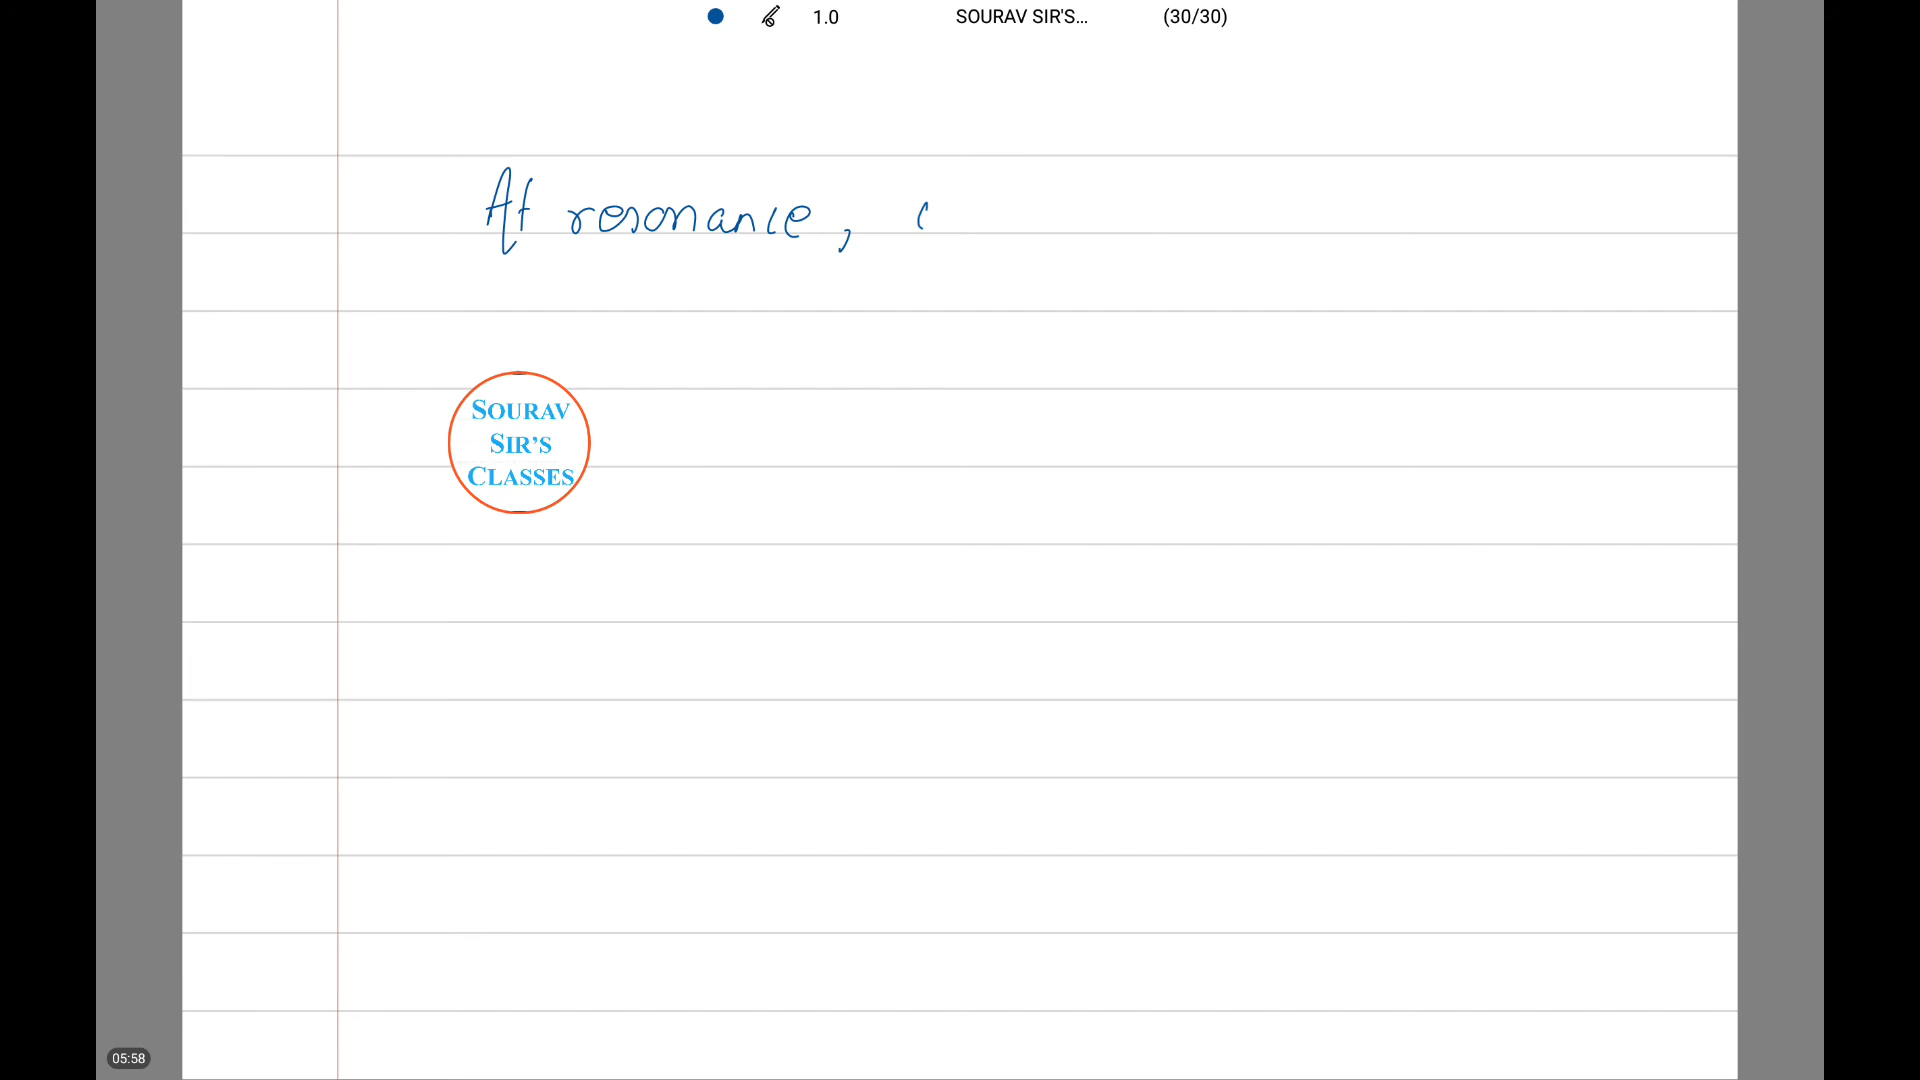 1.0 SOURAV SIR'S... (30/30)
At resonance,
SOURAV
SIR'S
CLASSES
05:58